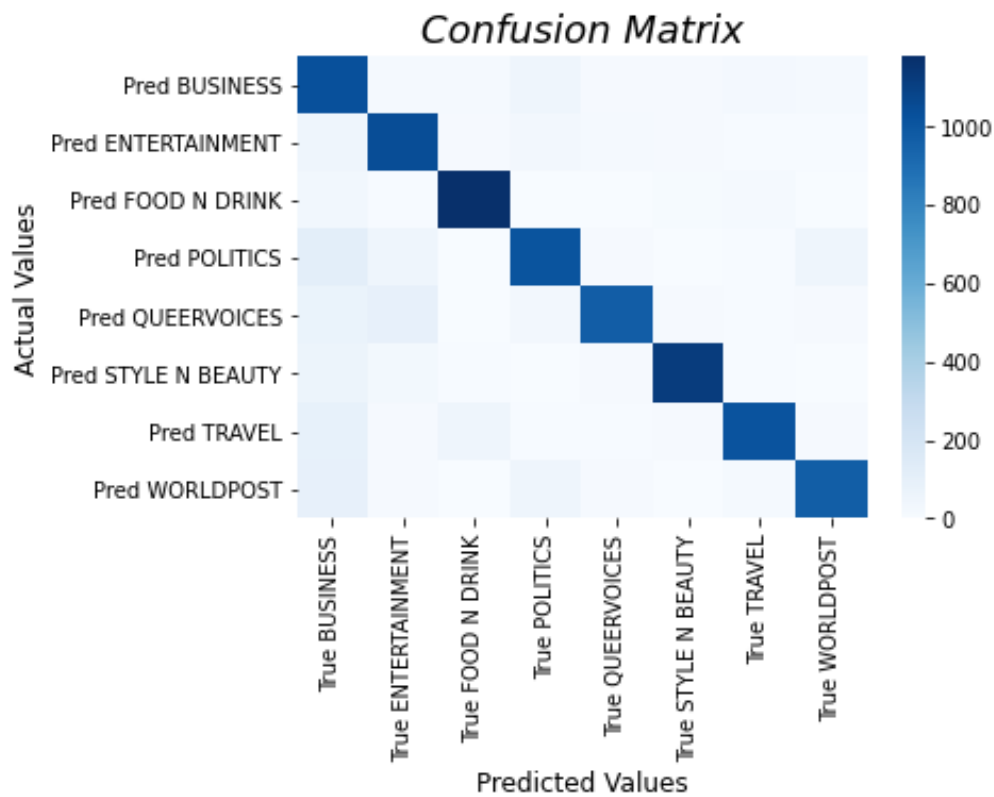 Confusion Matrix
Pred BUSINESS
Pred ENTERTAINMENT
Pred FOOD N DRINK
Pred POLITICS
Pred QUEERVOICES
Pred STYLE N BEAUTY
Pred TRAVEL
Pred WORLDPOST
Actual Values
True BUSINESS
True ENTERTAINMENT
True FOOD N DRINK
True POLITICS
True QUEERVOICES
True STYLE N BEAUTY
True TRAVEL
True WORLDPOST
Predicted Values
1000
800
600
400
200
0